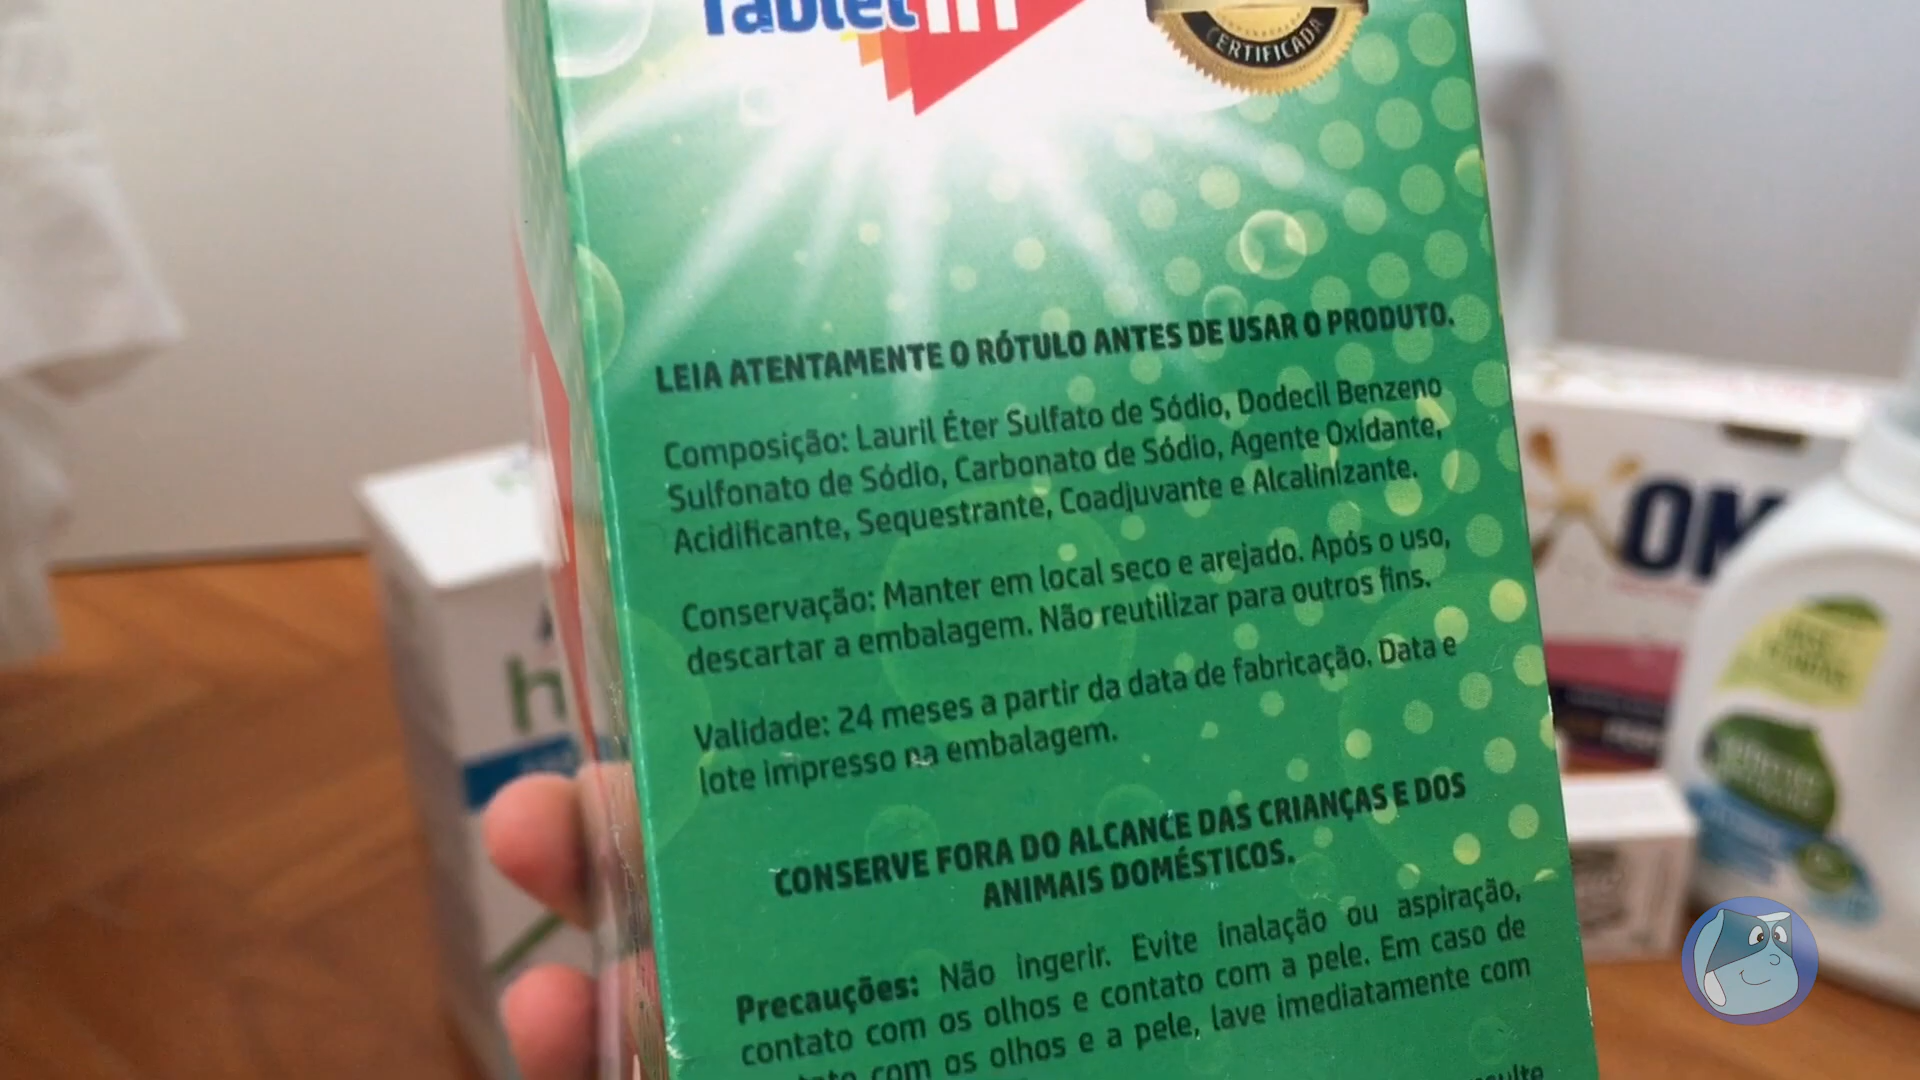 Tablet in
CERTIFICADA
LEIA ATENTAMENTE O RÓTULO ANTES DE USAR O PRODUTO.
Composição: Lauril Éter Sulfato de Sódio, Dodecil Benzeno
Sulfonato de Sódio, Carbonato de Sódio, Agente Oxidante,
Acidificante, Sequestrante, Coadjuvante e Alcalinizante.
Conservação: Manter em local seco e arejado. Após o uso,
descartar a embalagem. Não reutilizar para outros fins.
Validade: 24 meses a partir da data de fabricação. Data e
lote impresso na embalagem.
CONSERVE FORA DO ALCANCE DAS CRIANÇAS E DOS
ANIMAIS DOMÉSTICOS.
Precauções: Não ingerir. Evite inalação ou aspiração,
contato com os olhos e contato com a pele. Em caso de
com os olhos e a pele, lave imediatamente com
OM
h